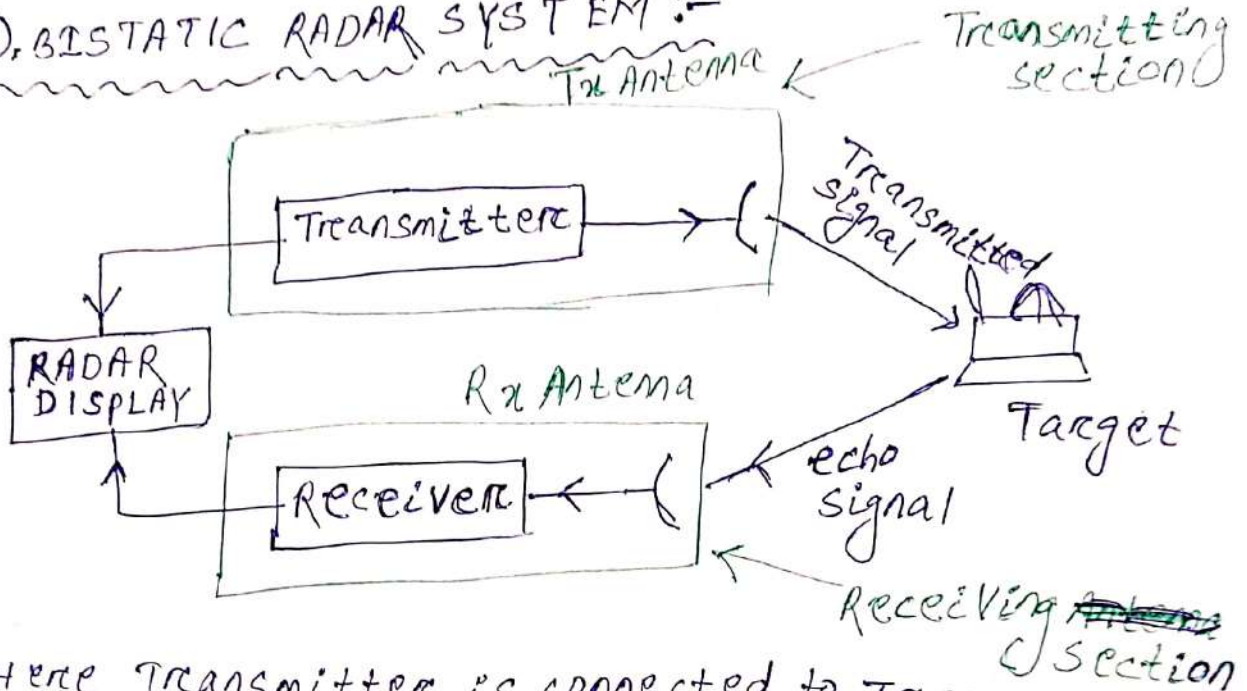 ). BISTATIC RADAR SYSTEM :-
Transmitting
section
Tx Antenna
Transmitted
signal
Transmitter
RADAR
DISPLAY
Rx Antenna
Target
echo
signal
Receiver
Receiving
section
Here Transmitter is connected to